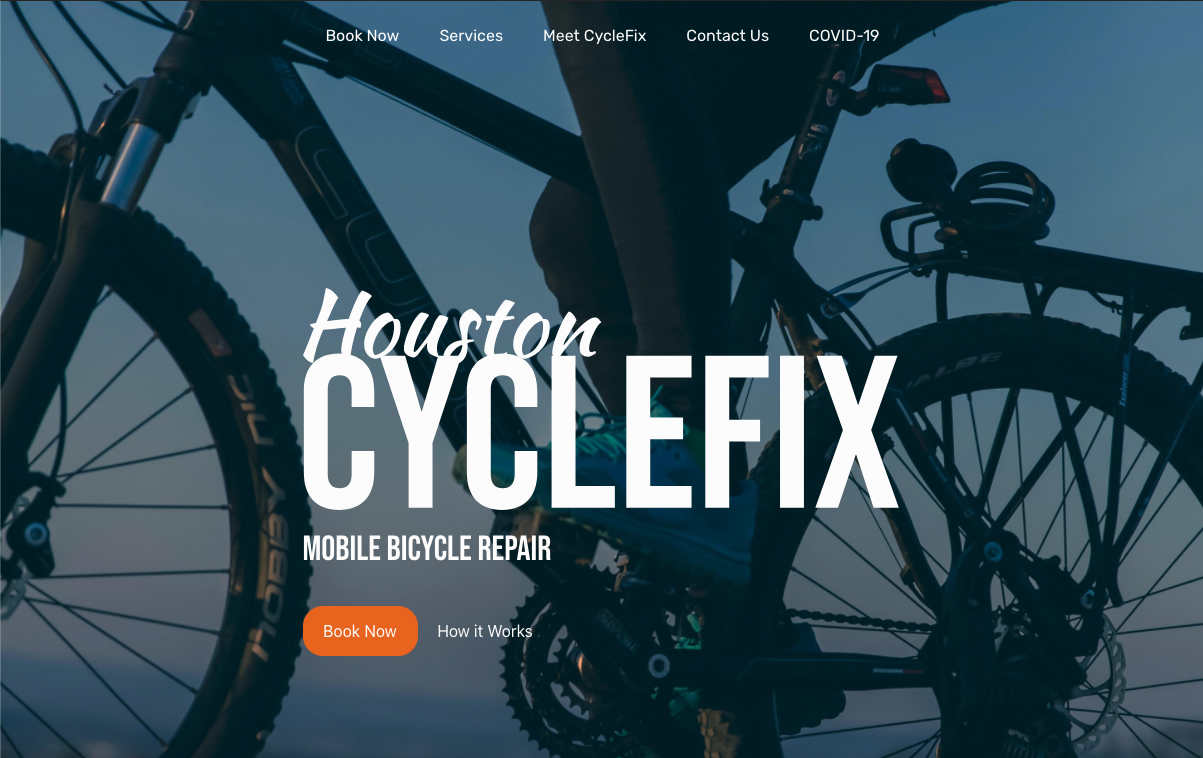 Book Now Services Meet CycleFix Contact Us COVID-19
Houston
CYCLEFIX
MOBILE BICYCLE REPAIR
Book Now How it Works